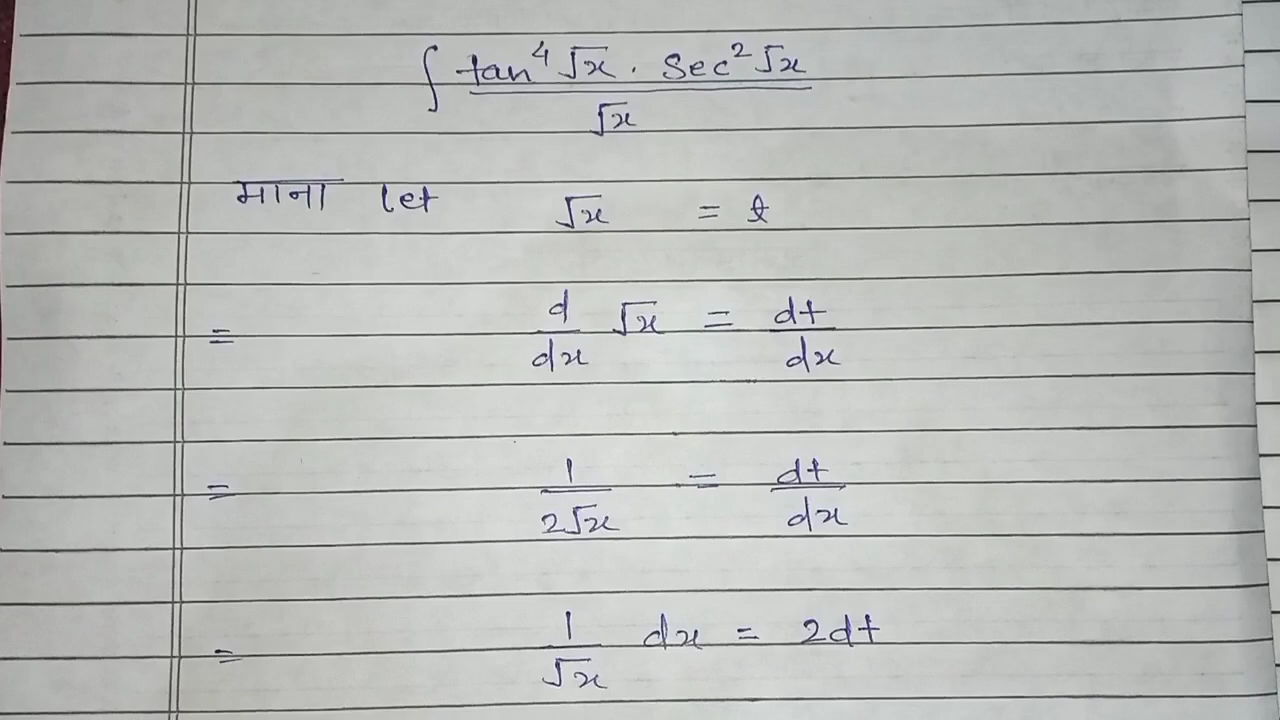 ∫ tan⁴√x . Sec²√x / √x
माना let √x = t
= d/dx √x = dt/dx
= 1/2√x = dt/dx
= 1/√x dx = 2dt